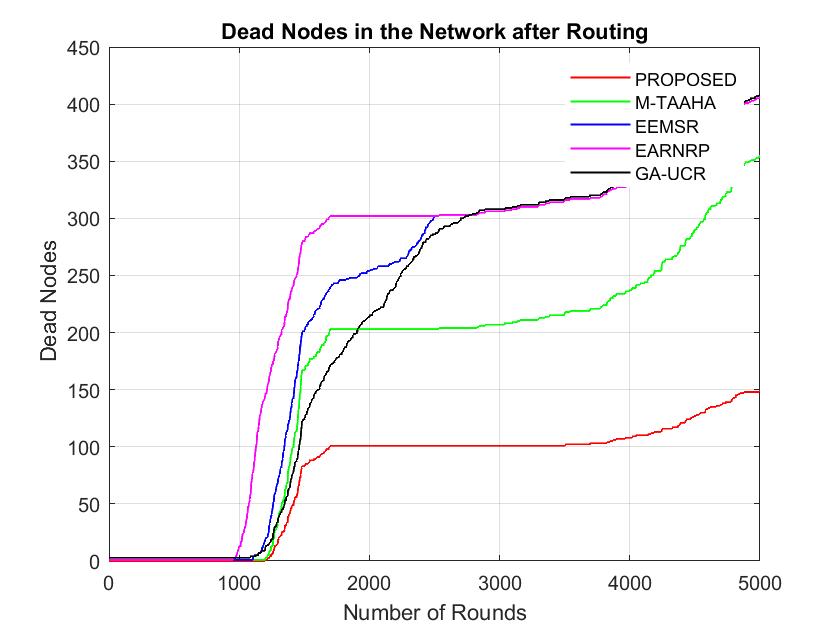 Dead Nodes in the Network after Routing
450
400
350
300
250
200
150
100
50
0
Dead Nodes
PROPOSED
M-TAAHA
EEMSR
EARNRP
GA-UCR
0 1000 2000 3000 4000 5000
Number of Rounds